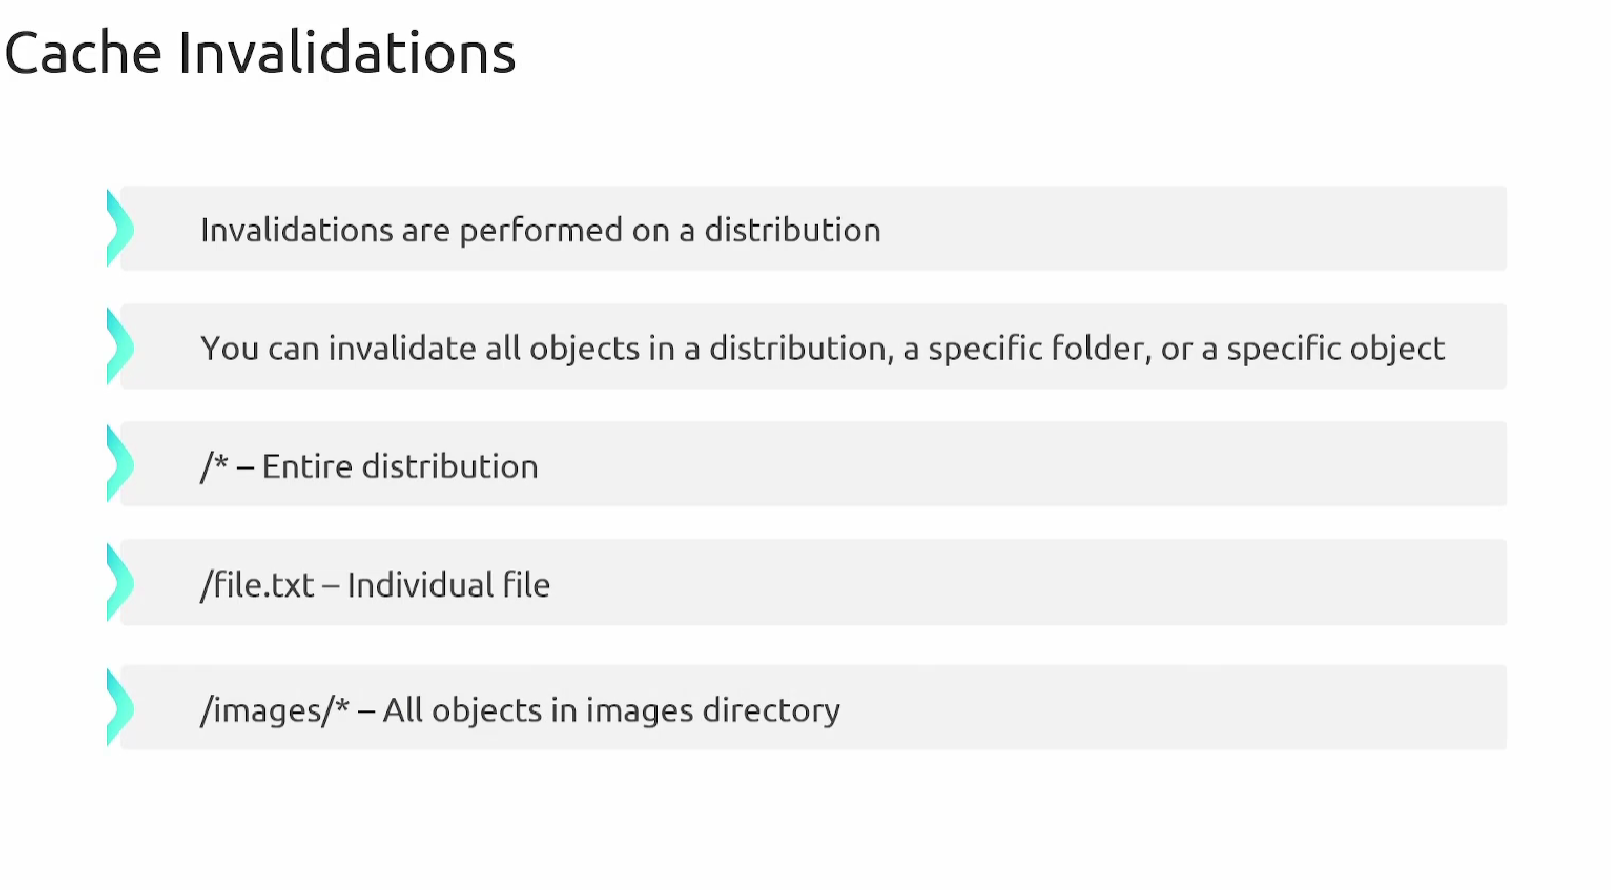 Cache Invalidations
Invalidations are performed on a distribution
You can invalidate all objects in a distribution, a specific folder, or a specific object
/* – Entire distribution
/file.txt – Individual file
/images/* – All objects in images directory